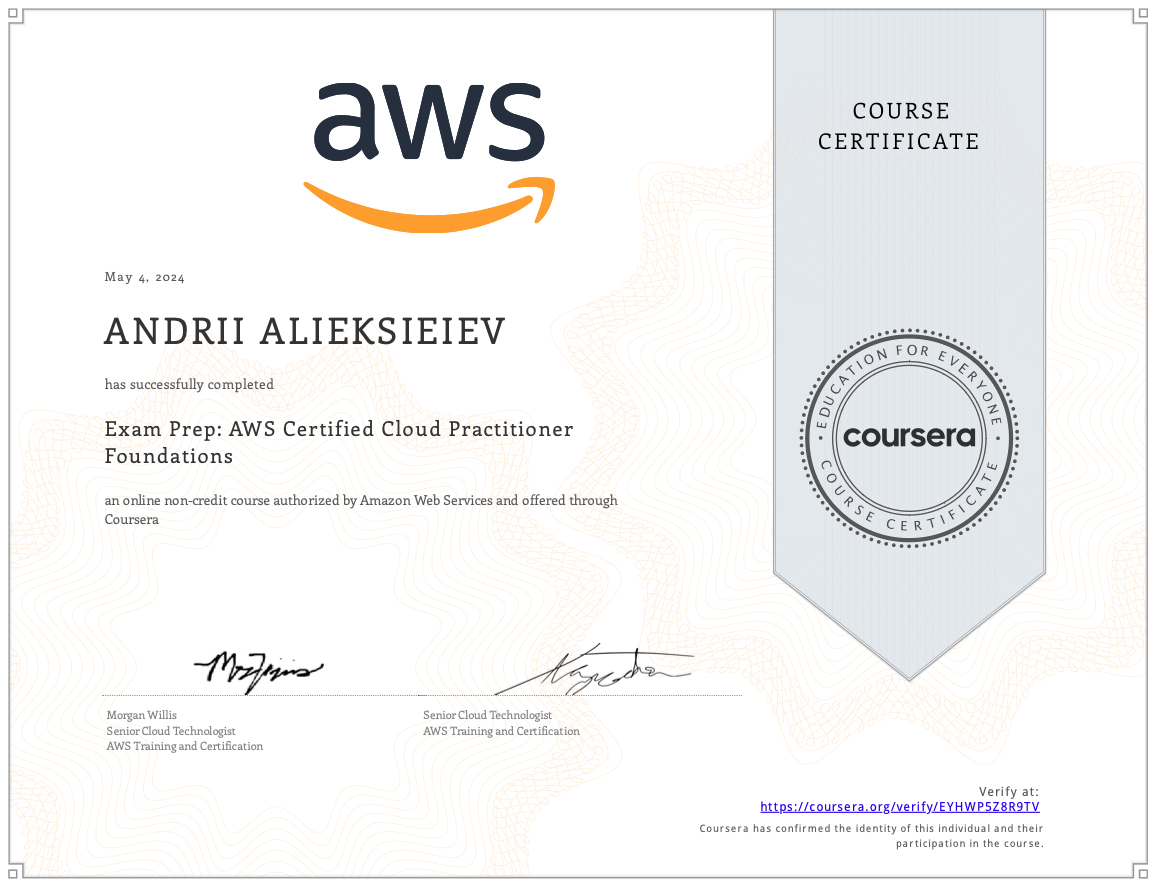 aws
COURSE
CERTIFICATE
May 4, 2024
ANDRII ALIEKSIEIEV
has successfully completed
Exam Prep: AWS Certified Cloud Practitioner
Foundations
an online non-credit course authorized by Amazon Web Services and offered through
Coursera
EDUCATION FOR EVERYONE
coursera
COURSE CERTIFICATE
Morgan Willis
Senior Cloud Technologist
AWS Training and Certification
Senior Cloud Technologist
AWS Training and Certification
Verify at:
https://coursera.org/verify/EYHWP5Z8R9TV
Coursera has confirmed the identity of this individual and their
participation in the course.